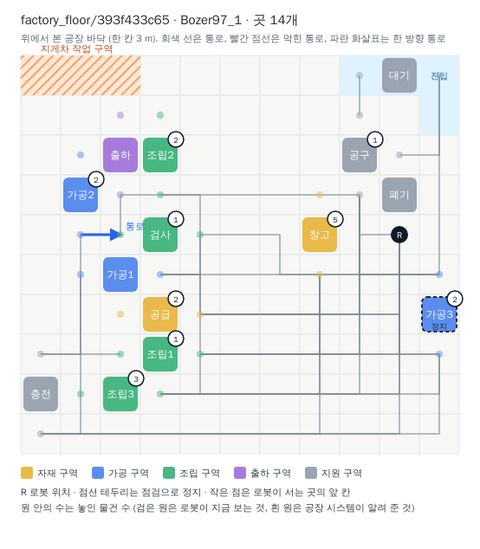 factory_floor/393f433c65 · Bozer97_1 · 곳 14개
위에서 본 공장 바닥 (한 칸 3 m). 회색 선은 통로, 빨간 점선은 막힌 통로, 파란 화살표는 한 방향 통로
지게차 작업 구역
대기
진입
출하
조립2
2
공구
1
가공2
2
폐기
통로
검사
1
창고
5
R
가공1
공급
2
가공3
2
정지
조립1
1
충전
조립3
3
자재 구역
가공 구역
조립 구역
출하 구역
지원 구역
R 로봇 위치 · 점선 테두리는 점검으로 정지 · 작은 점은 로봇이 서는 곳의 앞 칸
원 안의 수는 놓인 물건 수 (검은 원은 로봇이 지금 보는 것, 흰 원은 공장 시스템이 알려 준 것)